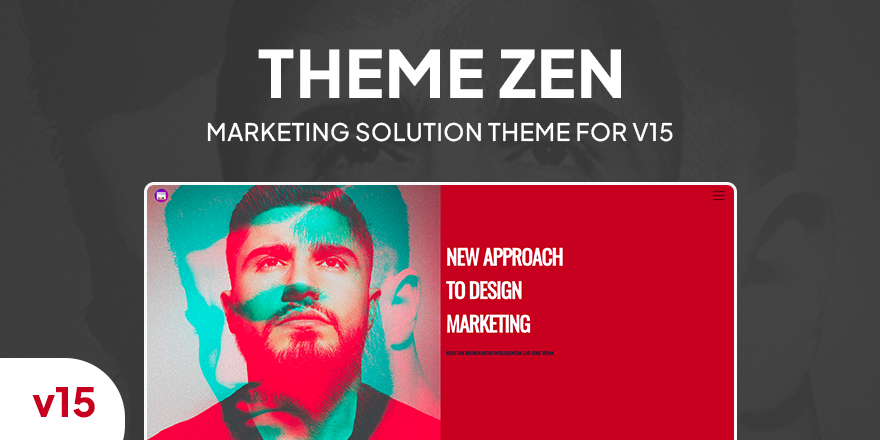 THEME ZEN
MARKETING SOLUTION THEME FOR V15
NEW APPROACH
TO DESIGN
MARKETING
v15